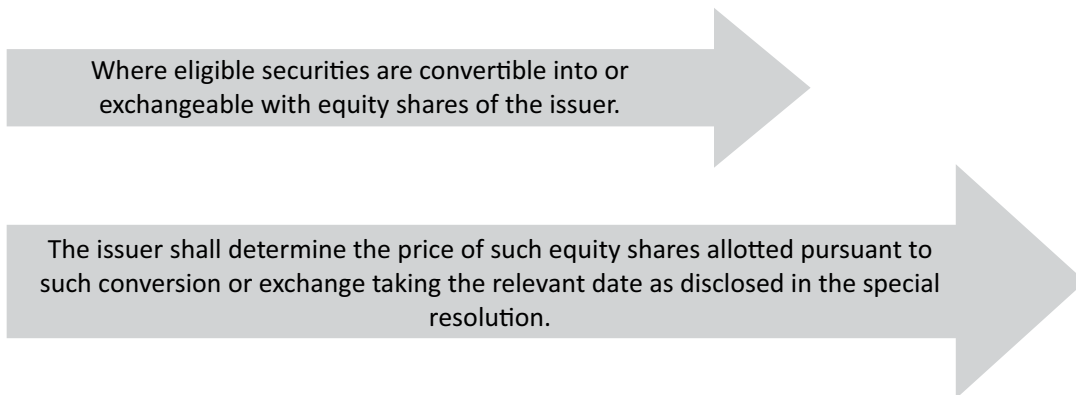 Where eligible securities are convertible into or
exchangeable with equity shares of the issuer.
The issuer shall determine the price of such equity shares allotted pursuant to
such conversion or exchange taking the relevant date as disclosed in the special
resolution.